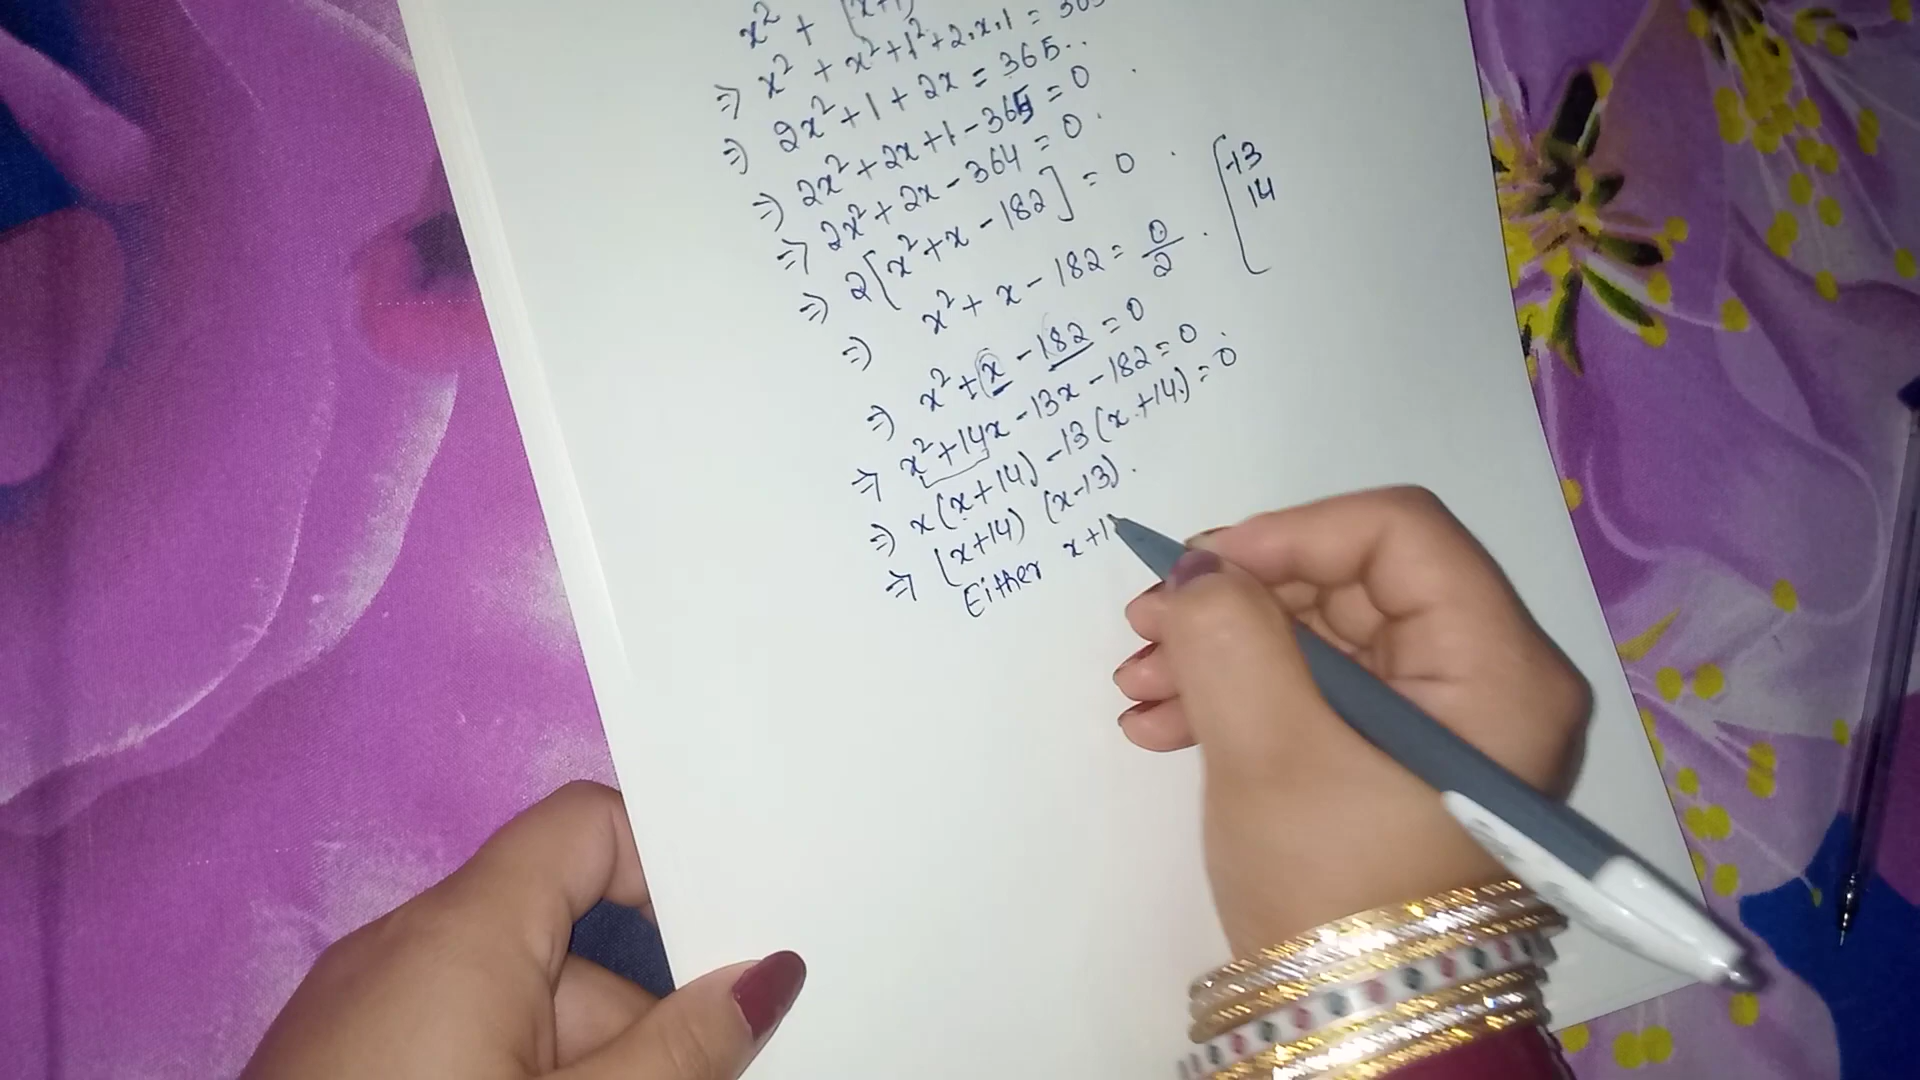 x² + (x+1)
⇒ x² + x² + 1² + 2.x.1 = 365
⇒ 2x² + 1 + 2x = 365..
⇒ 2x² + 2x + 1 - 365 = 0
⇒ 2x² + 2x - 364 = 0.
⇒ 2[x² + x - 182] = 0
⇒ x² + x - 182 = 0/2
⇒ x² + x - 182 = 0
⇒ x² + 14x - 13x - 182 = 0
⇒ x(x+14) - 13(x+14) = 0
⇒ (x+14) (x-13).
Either x+1
13
14